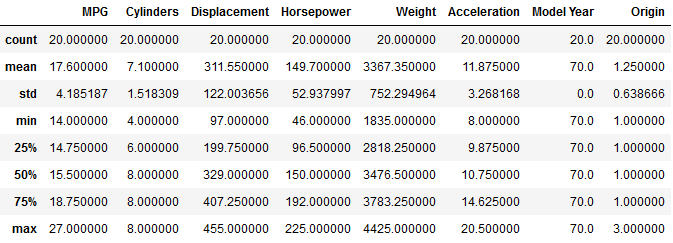 MPG Cylinders Displacement Horsepower Weight Acceleration Model Year Origin
count 20.000000 20.000000 20.000000 20.000000 20.000000 20.000000 20.0 20.000000
mean 17.600000 7.100000 311.550000 149.700000 3367.350000 11.875000 70.0 1.250000
std 4.185187 1.518309 122.003656 52.937997 752.294964 3.268168 0.0 0.638666
min 14.000000 4.000000 97.000000 46.000000 1835.000000 8.000000 70.0 1.000000
25% 14.750000 6.000000 199.750000 96.500000 2818.250000 9.875000 70.0 1.000000
50% 15.500000 8.000000 329.000000 150.000000 3476.500000 10.750000 70.0 1.000000
75% 18.750000 8.000000 407.250000 192.000000 3783.250000 14.625000 70.0 1.000000
max 27.000000 8.000000 455.000000 225.000000 4425.000000 20.500000 70.0 3.000000